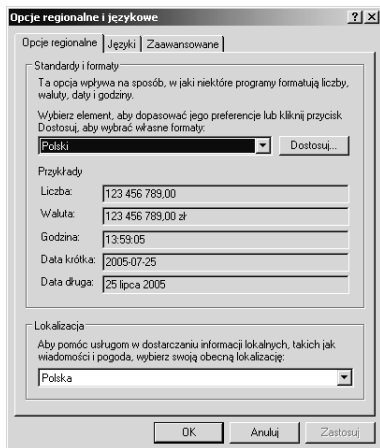 Opcje regionalne i językowe
Opcje regionalne Języki Zaawansowane
Standardy i formaty
Ta opcja wpływa na sposób, w jaki niektóre programy formatują liczby,
waluty, daty i godziny.
Wybierz element, aby dopasować jego preferencje lub kliknij przycisk
Dostosuj, aby wybrać własne formaty:
Polski Dostosuj...
Przykłady
Liczba: 123 456 789,00
Waluta: 123 456 789,00 zł
Godzina: 13:59:05
Data krótka: 2005-07-25
Data długa: 25 lipca 2005
Lokalizacja
Aby pomóc usługom w dostarczaniu informacji lokalnych, takich jak
wiadomości i pogoda, wybierz swoją obecną lokalizację:
Polska
OK Anuluj Zastosuj